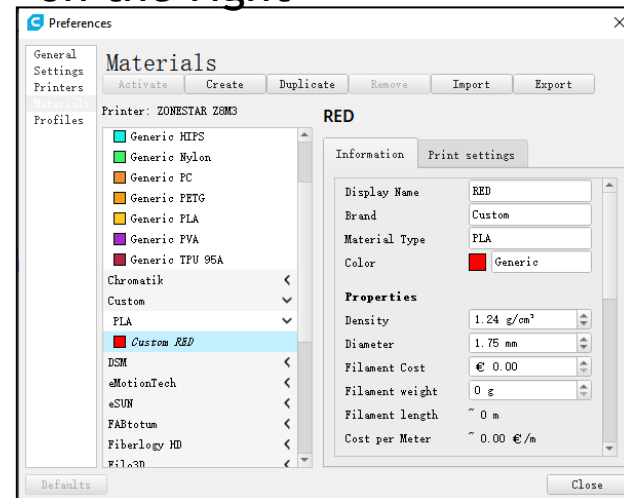 on the right
Preferences
General
Settings
Printers
Materials
Profiles
Materials
Activate Create Duplicate Remove Import Export
Printer: ZONESTAR Z8M3
Generic HIPS
Generic Nylon
Generic PC
Generic PETG
Generic PLA
Generic PVA
Generic TPU 95A
Chromatik
Custom
PLA
Custom RED
DSM
eMotionTech
eSUN
FABtotum
Fiberlogy HD
Filo3D
RED
Information Print settings
Display Name RED
Brand Custom
Material Type PLA
Color Generic
Properties
Density 1.24 g/cm³
Diameter 1.75 mm
Filament Cost € 0.00
Filament weight 0 g
Filament length ~ 0 m
Cost per Meter ~ 0.00 €/m
Defaults Close